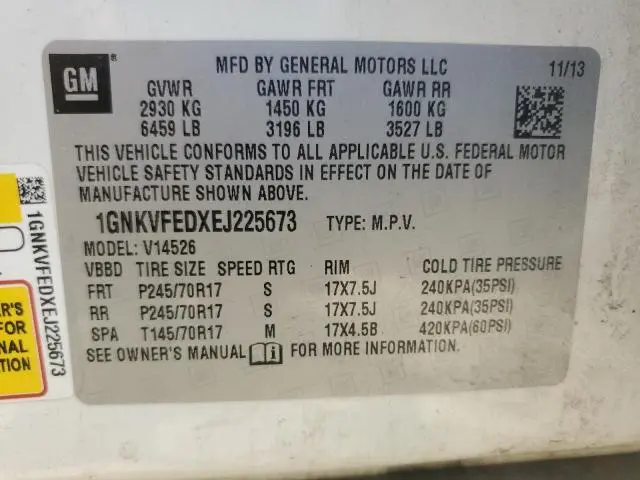 GM
MFD BY GENERAL MOTORS LLC 11/13
GVWR GAWR FRT GAWR RR
2930 KG 1450 KG 1600 KG
6459 LB 3196 LB 3527 LB
THIS VEHICLE CONFORMS TO ALL APPLICABLE U.S. FEDERAL MOTOR
VEHICLE SAFETY STANDARDS IN EFFECT ON THE DATE OF
MANUFACTURE SHOWN ABOVE.
1GNKVFEDXEJ225673 TYPE: M.P.V.
MODEL: V14526
VBBD TIRE SIZE SPEED RTG RIM COLD TIRE PRESSURE
FRT P245/70R17 S 17X7.5J 240KPA(35PSI)
RR P245/70R17 S 17X7.5J 240KPA(35PSI)
SPA T145/70R17 M 17X4.5B 420KPA(60PSI)
SEE OWNER'S MANUAL FOR MORE INFORMATION.
1GNKVFEDXEJ225673
R'S
FOR
NAL
TION